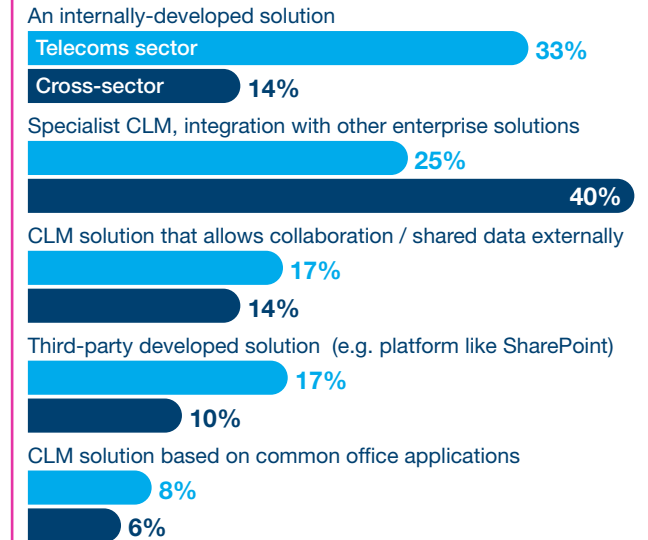 An internally-developed solution
Telecoms sector
33%
Cross-sector
14%
Specialist CLM, integration with other enterprise solutions
25%
40%
CLM solution that allows collaboration / shared data externally
17%
14%
Third-party developed solution (e.g. platform like SharePoint)
17%
10%
CLM solution based on common office applications
8%
6%